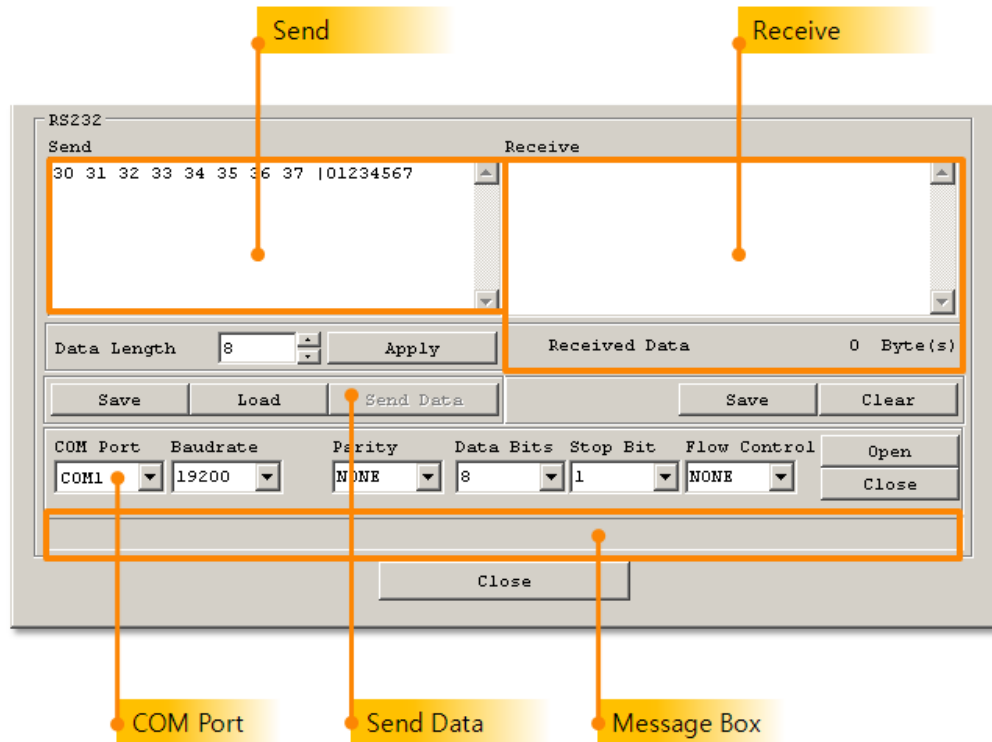 Send Receive
RS232
Send Receive
30 31 32 33 34 35 36 37 |01234567
Data Length 8 Apply Received Data 0 Byte(s)
Save Load Send Data Save Clear
COM Port Baudrate Parity Data Bits Stop Bit Flow Control Open
COM1 19200 NONE 8 1 NONE Close
Close
COM Port Send Data Message Box